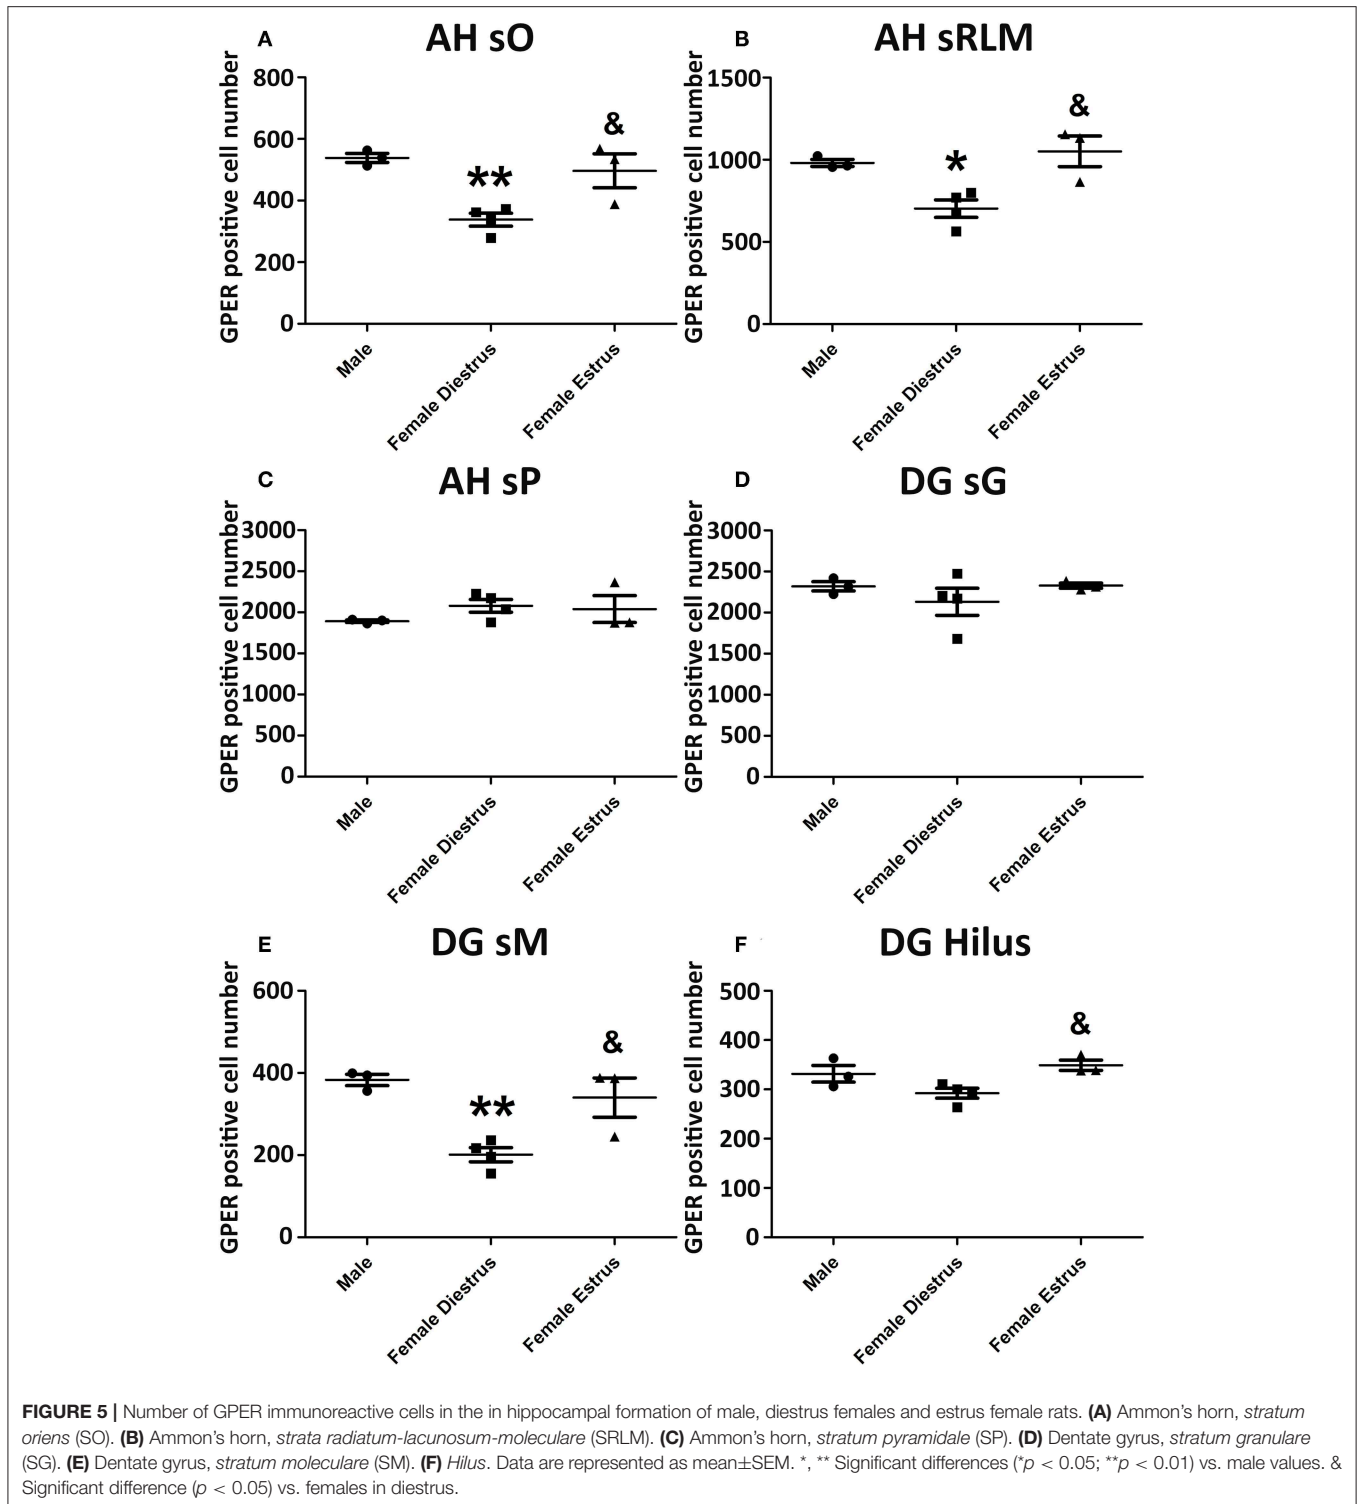 A
AH sO
GPER positive cell number
800
600
400
200
0
**
&
Male
Female Diestrus
Female Estrus
B
AH sRLM
GPER positive cell number
1500
1000
500
0
*
&
Male
Female Diestrus
Female Estrus
C
AH sP
GPER positive cell number
3000
2500
2000
1500
1000
500
0
Male
Female Diestrus
Female Estrus
D
DG sG
GPER positive cell number
3000
2500
2000
1500
1000
500
0
Male
Female Diestrus
Female Estrus
E
DG sM
GPER positive cell number
600
400
200
0
**
&
Male
Female Diestrus
Female Estrus
F
DG Hilus
GPER positive cell number
500
400
300
200
100
0
&
Male
Female Diestrus
Female Estrus
FIGURE 5 | Number of GPER immunoreactive cells in the in hippocampal formation of male, diestrus females and estrus female rats. (A) Ammon's horn, stratum
oriens (SO). (B) Ammon's horn, strata radiatum-lacunosum-moleculare (SRLM). (C) Ammon's horn, stratum pyramidale (SP). (D) Dentate gyrus, stratum granulare
(SG). (E) Dentate gyrus, stratum moleculare (SM). (F) Hilus. Data are represented as mean±SEM. *, ** Significant differences (*p < 0.05; **p < 0.01) vs. male values. &
Significant difference (p < 0.05) vs. females in diestrus.